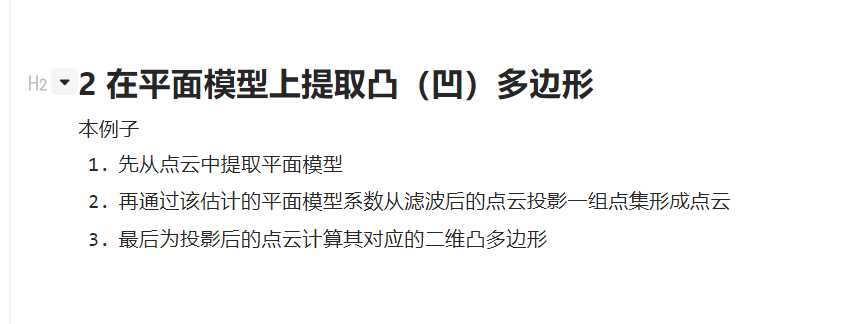 H2
2 在平面模型上提取凸（凹）多边形
本例子
1. 先从点云中提取平面模型
2. 再通过该估计的平面模型系数从滤波后的点云投影一组点集形成点云
3. 最后为投影后的点云计算其对应的二维凸多边形